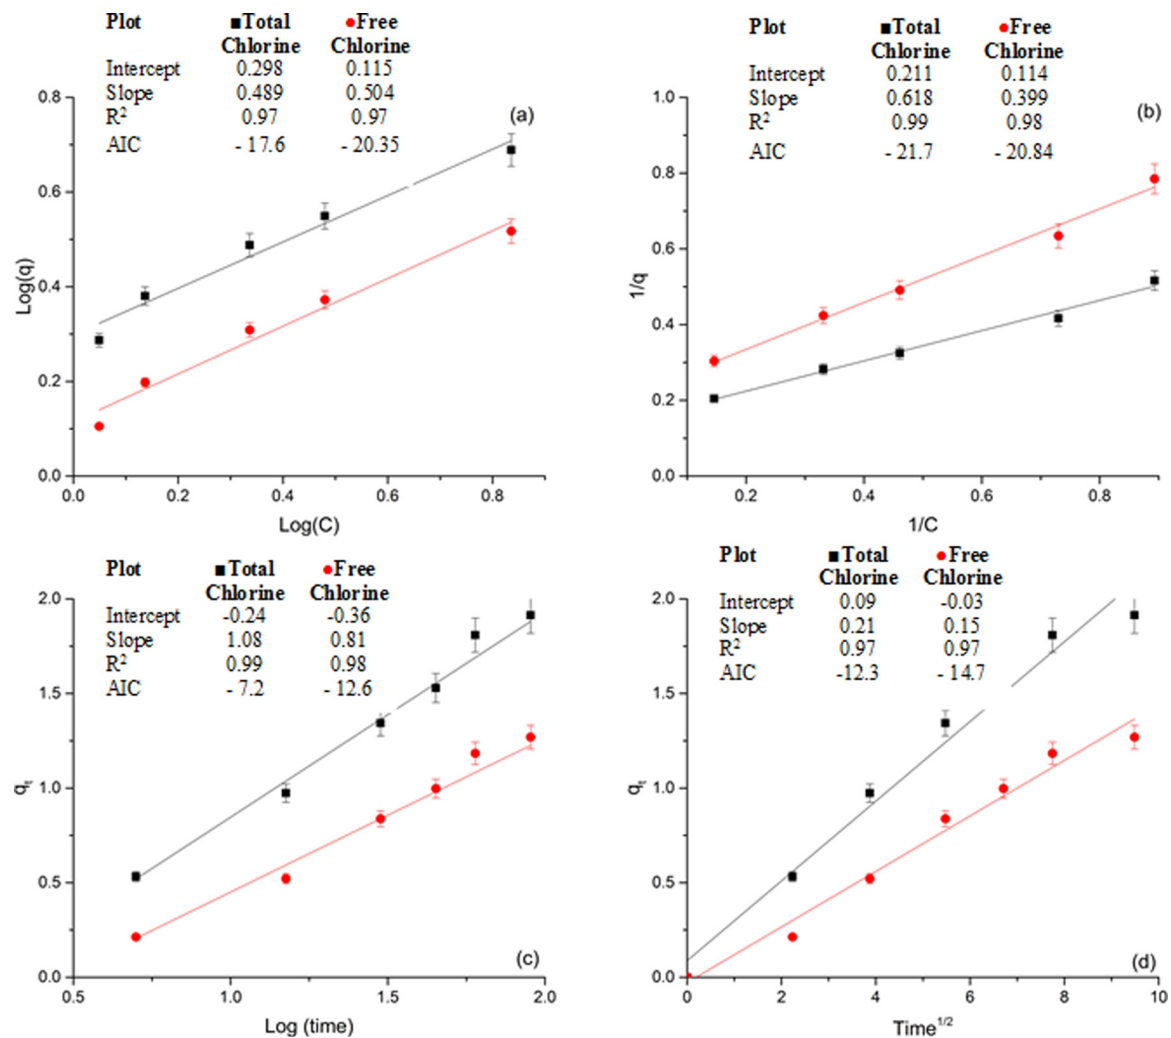 Plot ■Total ●Free
Chlorine Chlorine
Intercept 0.298 0.115
Slope 0.489 0.504
R² 0.97 0.97
AIC - 17.6 - 20.35
(a)
0.8
0.6
0.4
0.2
0.0
Log(q)
0.0 0.2 0.4 0.6 0.8
Log(C)
Plot ■Total ●Free
Chlorine Chlorine
Intercept 0.211 0.114
Slope 0.618 0.399
R² 0.99 0.98
AIC - 21.7 - 20.84
(b)
1.0
0.8
0.6
0.4
0.2
0.0
1/q
0.2 0.4 0.6 0.8
1/C
Plot ■Total ●Free
Chlorine Chlorine
Intercept -0.24 -0.36
Slope 1.08 0.81
R² 0.99 0.98
AIC - 7.2 - 12.6
2.0
1.5
1.0
0.5
0.0
qt
(c)
0.5 1.0 1.5 2.0
Log (time)
Plot ■Total ●Free
Chlorine Chlorine
Intercept 0.09 -0.03
Slope 0.21 0.15
R² 0.97 0.97
AIC -12.3 - 14.7
2.0
1.5
1.0
0.5
0.0
qt
(d)
0 2 4 6 8 10
Time1/2